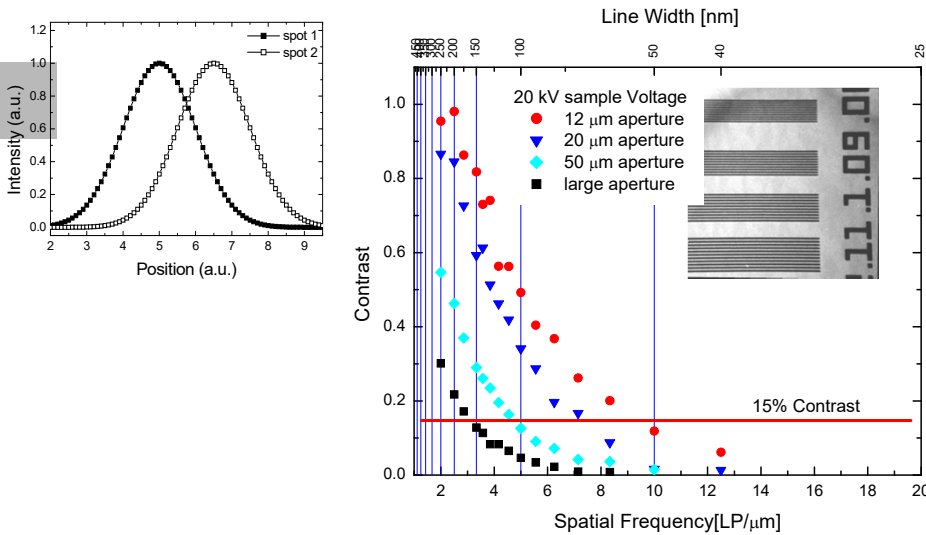 1.2
1.0
0.8
0.6
0.4
0.2
0.0
Intensity (a.u.)
spot 1
spot 2
2 3 4 5 6 7 8 9
Position (a.u.)
Line Width [nm]
300 250 200 150 100 50 40 25
1.0
0.8
0.6
0.4
0.2
0.0
Contrast
20 kV sample Voltage
12 μm aperture
20 μm aperture
50 μm aperture
large aperture
15% Contrast
2 4 6 8 10 12 14 16 18 20
Spatial Frequency[LP/μm]